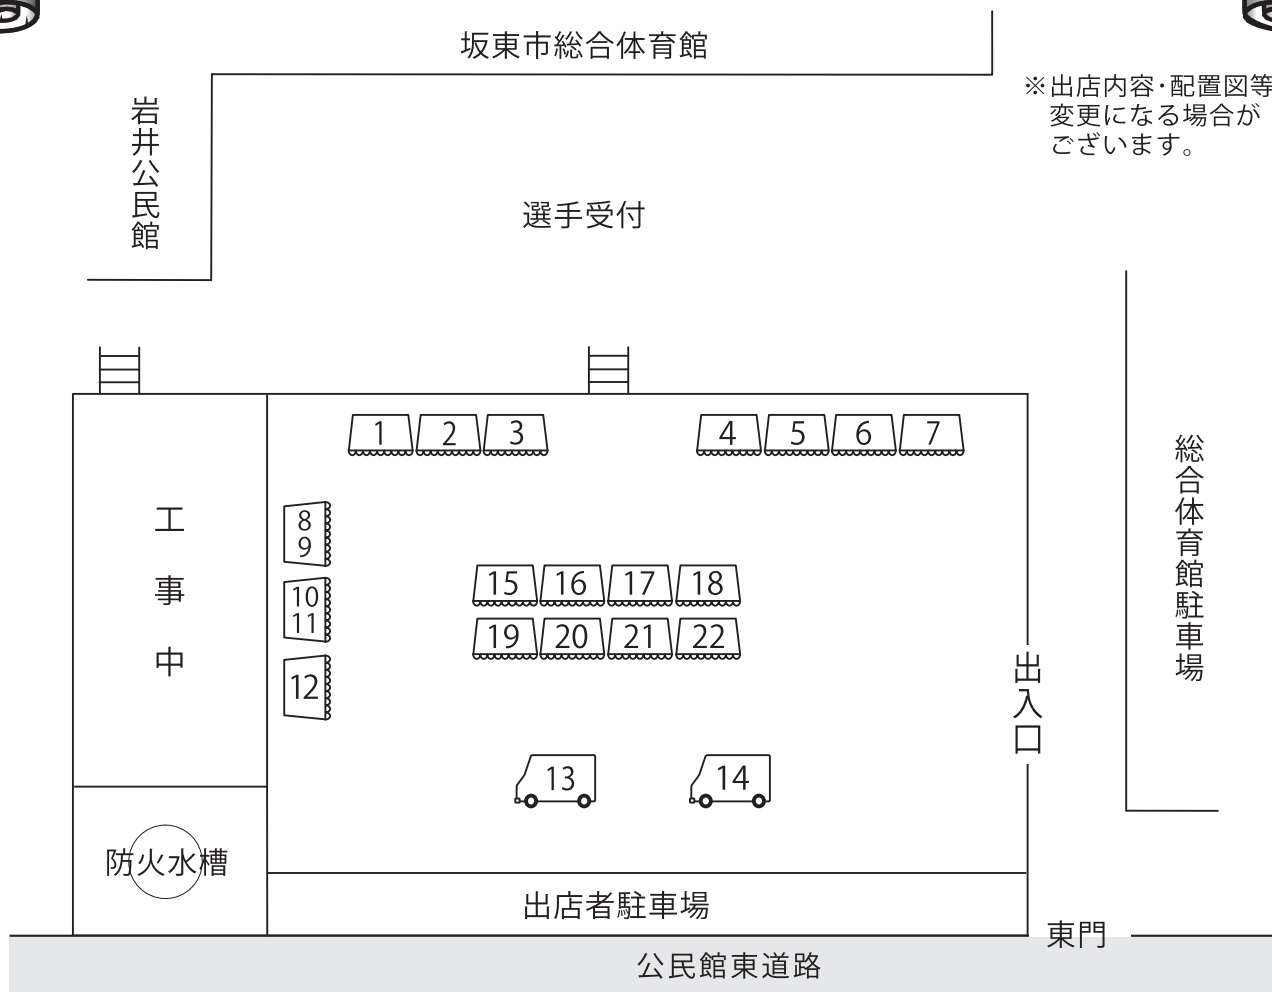 坂東市総合体育館
※出店内容・配置図等
変更になる場合が
ございます。
岩井公民館
選手受付
1 2 3 4 5 6 7
総合体育館駐車場
工事中
8
9
10
11
12
15 16 17 18
19 20 21 22
出入口
13 14
防火水槽
出店者駐車場
東門
公民館東道路